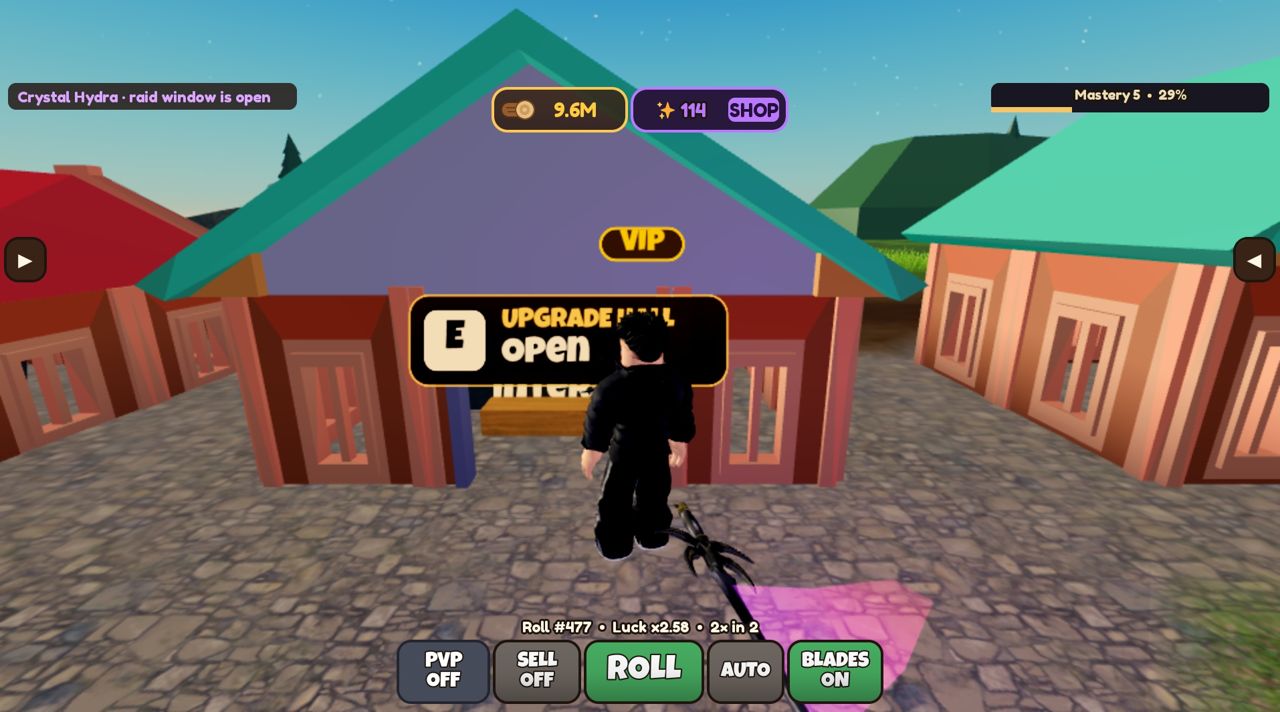 Crystal Hydra · raid window is open
9.6M
114
SHOP
Mastery 5 • 29%
VIP
▶
◀
E
UPGRADE
Open
Roll #477 • Luck x2.58 • 2x in 2
PVP
OFF
SELL
OFF
ROLL
AUTO
BLADES
ON